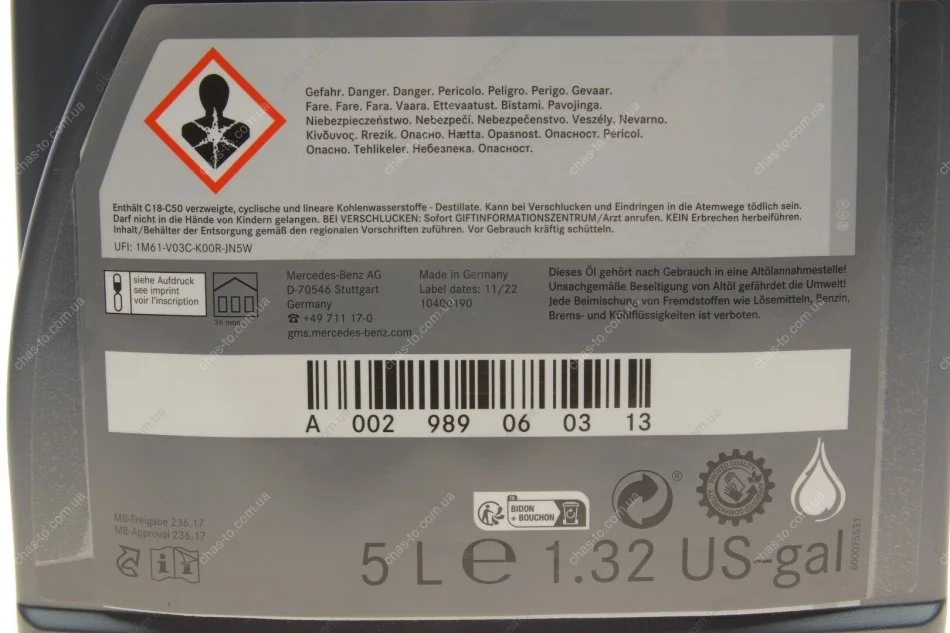 Gefahr. Danger. Danger. Pericolo. Peligro. Perigo. Gevaar.
Fare. Fare. Fara. Vaara. Ettevaatust. Bīstami. Pavojinga.
Niebezpieczeństwo. Nebezpečí. Nebezpečenstvo. Veszély. Nevarno.
Κίνδυνος. Rrezik. Опасно. Hætta. Opasnost. Опасност. Pericol.
Опасно. Tehlikeler. Небезпека. Опасност.
Enthält C18-C50 verzweigte, cyclische und lineare Kohlenwasserstoffe - Destillate. Kann bei Verschlucken und Eindringen in die Atemwege tödlich sein.
Darf nicht in die Hände von Kindern gelangen. BEI VERSCHLUCKEN: Sofort GIFTINFORMATIONSZENTRUM/Arzt anrufen. KEIN Erbrechen herbeiführen.
Inhalt/Behälter der Entsorgung gemäß den regionalen Vorschriften zuführen. Vor Gebrauch kräftig schütteln.
UFI: 1M61-V03C-K00R-JN5W
siehe Aufdruck
see imprint
voir l'inscription
36 mon
Mercedes-Benz AG
D-70546 Stuttgart
Germany
☎ +49 711 17-0
gms.mercedes-benz.com
Made in Germany
Label dates: 11/22
10400190
Dieses Öl gehört nach Gebrauch in eine Altölannahmestelle!
Unsachgemäße Beseitigung von Altöl gefährdet die Umwelt!
Jede Beimischung von Fremdstoffen wie Lösemitteln, Benzin,
Brems- und Kühlflüssigkeiten ist verboten.
A 002 989 06 03 13
MB-Freigabe 236.17
MB-Approval 236.17
BIDON
+ BOUCHON
®
5 L ℮ 1.32 US-gal
chas-to.com.ua